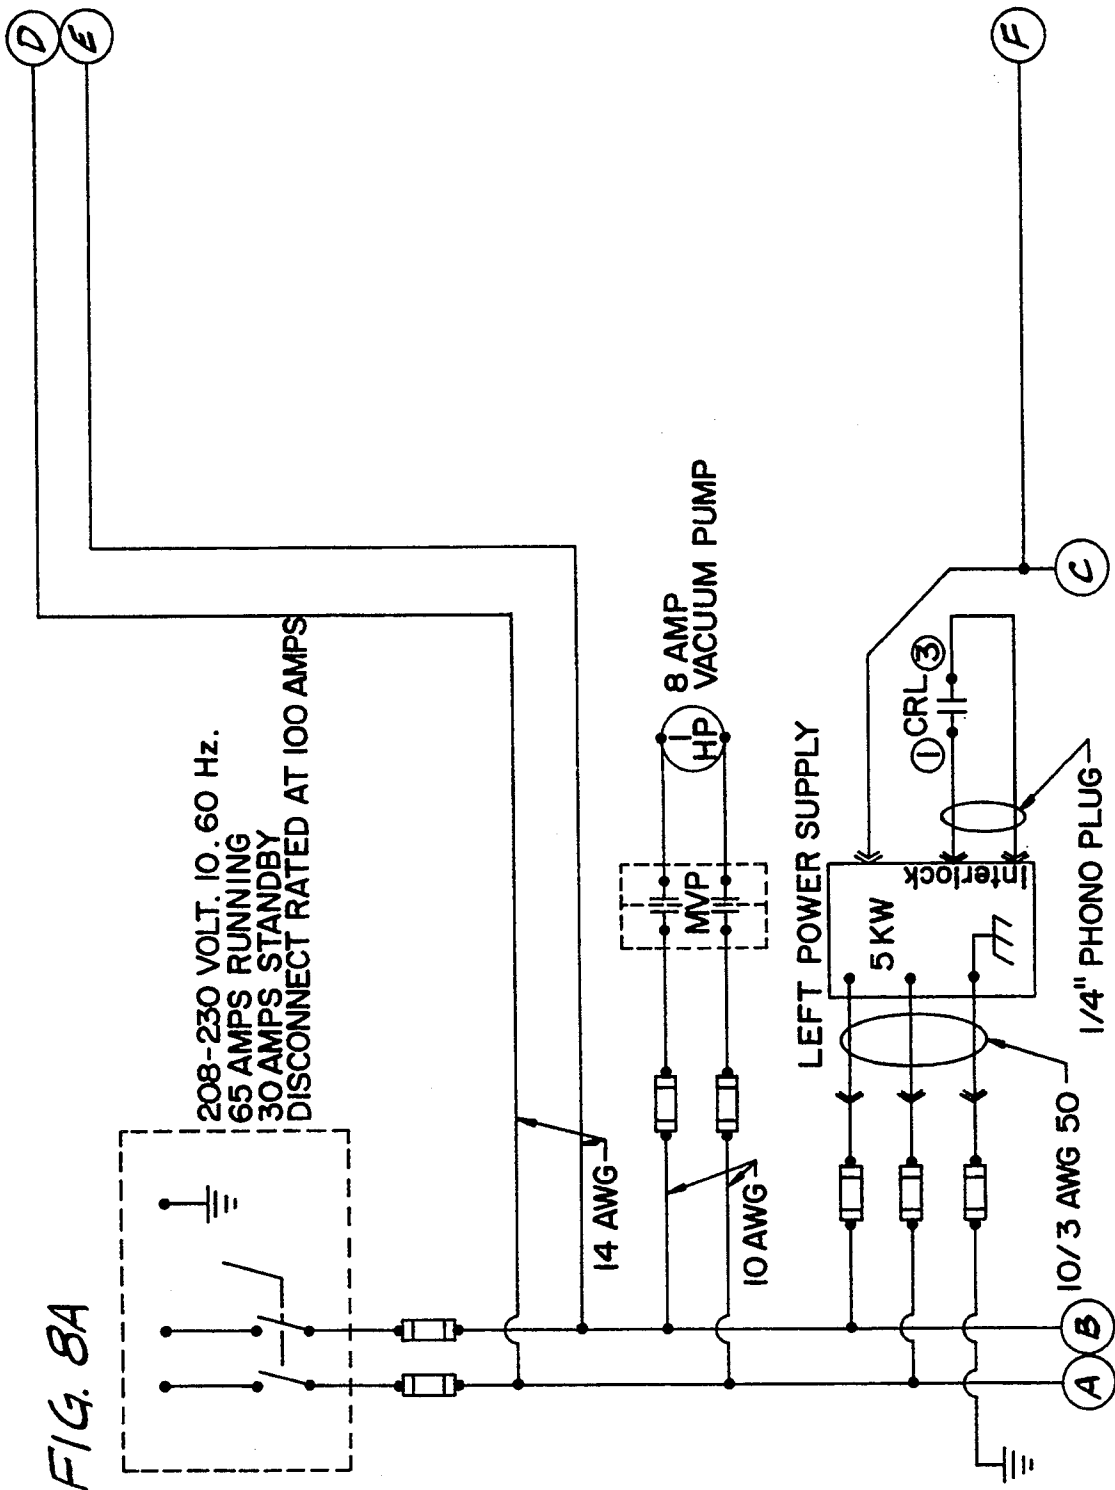 FIG. 8A
208-230 VOLT. 10. 60 Hz.
65 AMPS RUNNING
30 AMPS STANDBY
DISCONNECT RATED AT 100 AMPS
D
E
F
14 AWG
10 AWG
MVP
1
HP
8 AMP
VACUUM PUMP
LEFT POWER SUPPLY
5 KW
Interlock
1 CRL 3
10/3 AWG 50
1/4" PHONO PLUG
A
B
C